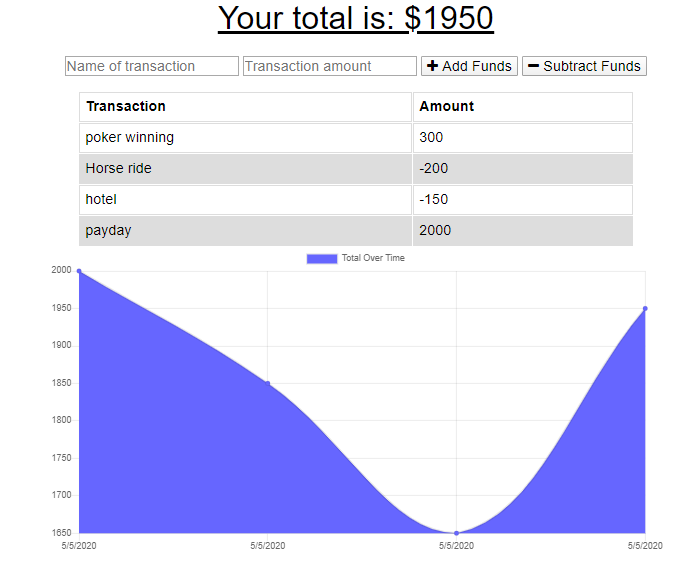 Your total is: $1950
Name of transaction Transaction amount + Add Funds − Subtract Funds
Transaction Amount
poker winning 300
Horse ride -200
hotel -150
payday 2000
Total Over Time
2000
1950
1900
1850
1800
1750
1700
1650
5/5/2020 5/5/2020 5/5/2020 5/5/2020